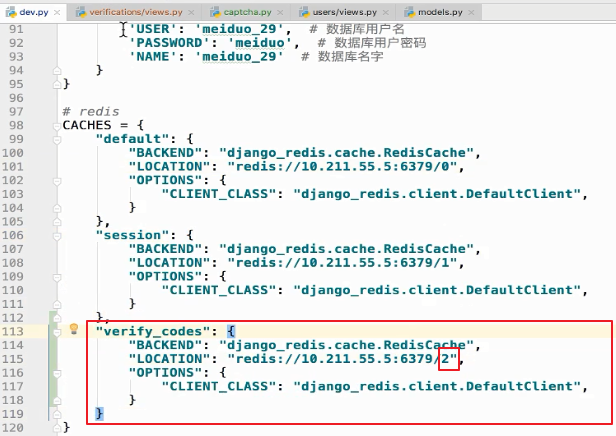 dev.py verifications/views.py captcha.py users/views.py models.py
91 'USER': 'meiduo_29', # 数据库用户名
92 'PASSWORD': 'meiduo', # 数据库用户密码
93 'NAME': 'meiduo_29' # 数据库名字
94 }
95 }
96
97 # redis
98 CACHES = {
99 "default": {
100 "BACKEND": "django_redis.cache.RedisCache",
101 "LOCATION": "redis://10.211.55.5:6379/0",
102 "OPTIONS": {
103 "CLIENT_CLASS": "django_redis.client.DefaultClient",
104 }
105 },
106 "session": {
107 "BACKEND": "django_redis.cache.RedisCache",
108 "LOCATION": "redis://10.211.55.5:6379/1",
109 "OPTIONS": {
110 "CLIENT_CLASS": "django_redis.client.DefaultClient",
111 }
112 },
113 "verify_codes": {
114 "BACKEND": "django_redis.cache.RedisCache",
115 "LOCATION": "redis://10.211.55.5:6379/2",
116 "OPTIONS": {
117 "CLIENT_CLASS": "django_redis.client.DefaultClient",
118 }
119 }
120 }